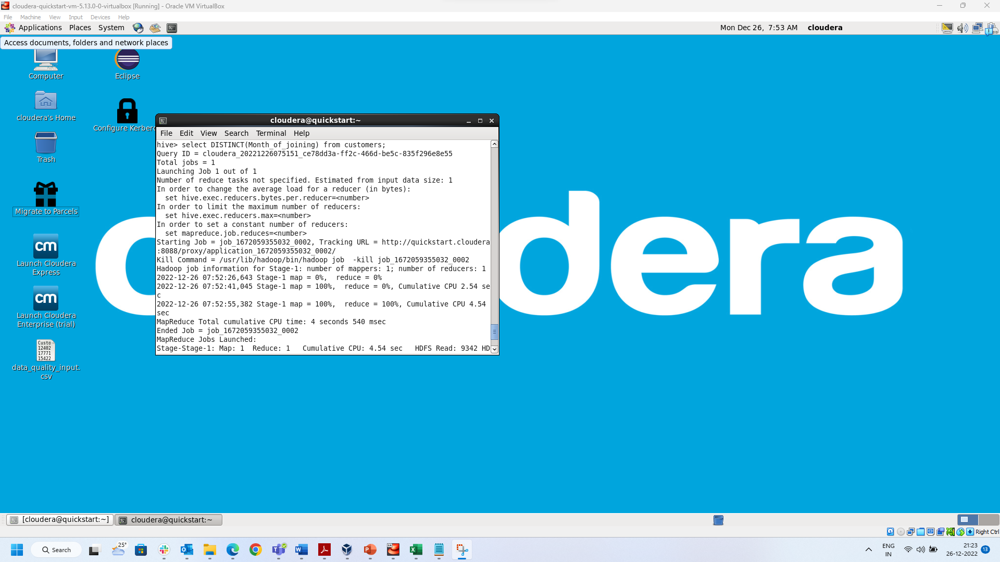 cloudera-quickstart-vm-5.13.0-0-virtualbox [Running] - Oracle VM VirtualBox
File Machine View Input Devices Help
Applications Places System
Mon Dec 26, 7:53 AM cloudera
Access documents, folders and network places
Computer
Eclipse
cloudera's Home
Configure Kerberc
Trash
Migrate to Parcels
Launch Cloudera
Express
Launch Cloudera
Enterprise (trial)
Custo
12402
17771
15422
data_quality_input.
csv
cloudera@quickstart:~
File Edit View Search Terminal Help
hive> select DISTINCT(Month_of_joining) from customers;
Query ID = cloudera_20221226075151_ce78dd3a-ff2c-466d-be5c-835f296e8e55
Total jobs = 1
Launching Job 1 out of 1
Number of reduce tasks not specified. Estimated from input data size: 1
In order to change the average load for a reducer (in bytes):
  set hive.exec.reducers.bytes.per.reducer=<number>
In order to limit the maximum number of reducers:
  set hive.exec.reducers.max=<number>
In order to set a constant number of reducers:
  set mapreduce.job.reduces=<number>
Starting Job = job_1672059355032_0002, Tracking URL = http://quickstart.cloudera
:8088/proxy/application_1672059355032_0002/
Kill Command = /usr/lib/hadoop/bin/hadoop job  -kill job_1672059355032_0002
Hadoop job information for Stage-1: number of mappers: 1; number of reducers: 1
2022-12-26 07:52:26,643 Stage-1 map = 0%,  reduce = 0%
2022-12-26 07:52:41,045 Stage-1 map = 100%,  reduce = 0%, Cumulative CPU 2.54 se
c
2022-12-26 07:52:55,382 Stage-1 map = 100%,  reduce = 100%, Cumulative CPU 4.54
sec
MapReduce Total cumulative CPU time: 4 seconds 540 msec
Ended Job = job_1672059355032_0002
MapReduce Jobs Launched:
Stage-Stage-1: Map: 1  Reduce: 1   Cumulative CPU: 4.54 sec   HDFS Read: 9342 HD
dera
cm
cm
[cloudera@quickstart:~] cloudera@quickstart:~
Right Ctrl
Search
25°
ENG
IN
21:23
26-12-2022
13